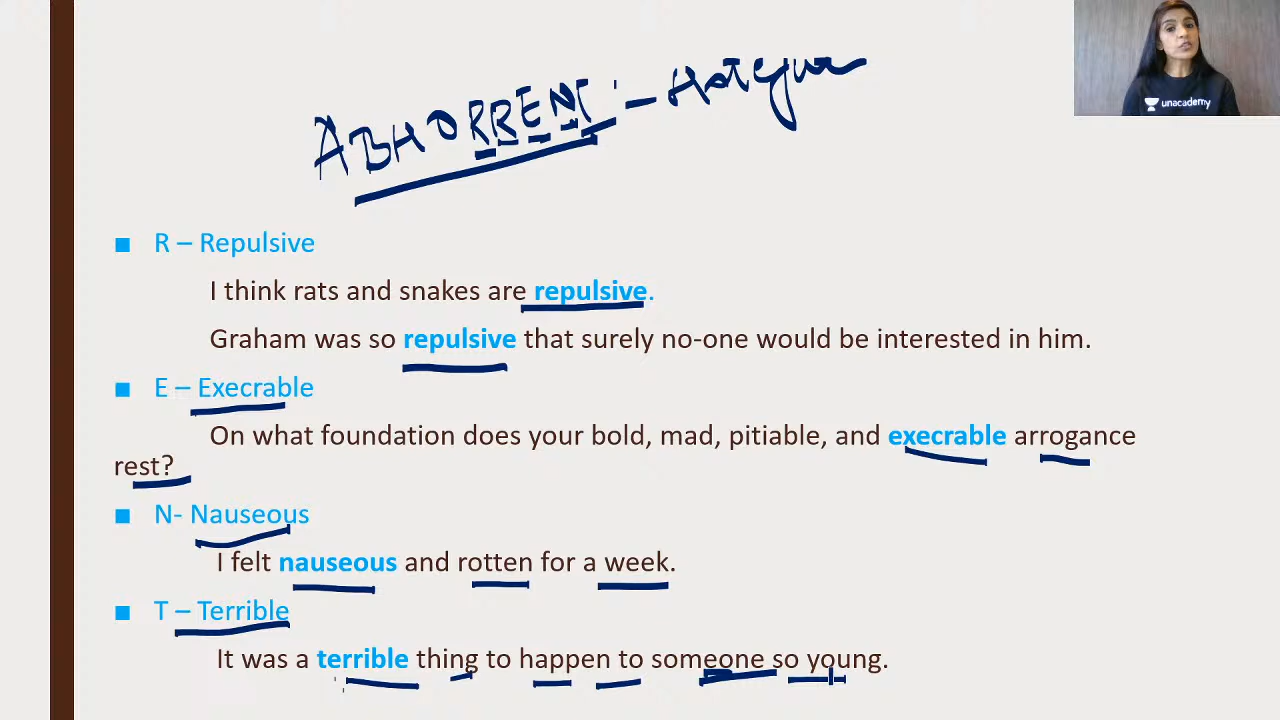 unacademy
ABHORRENT :- Hateful
■ R – Repulsive
I think rats and snakes are repulsive.
Graham was so repulsive that surely no-one would be interested in him.
■ E – Execrable
On what foundation does your bold, mad, pitiable, and execrable arrogance
rest?
■ N- Nauseous
I felt nauseous and rotten for a week.
■ T – Terrible
It was a terrible thing to happen to someone so young.